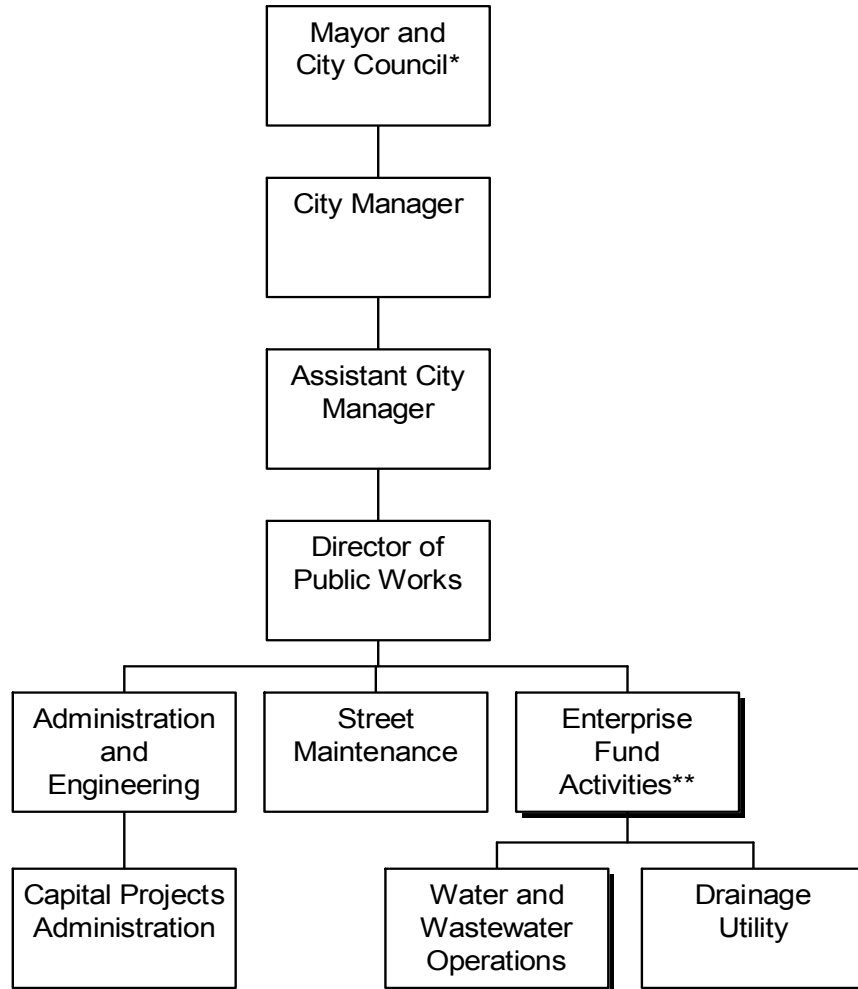 Mayor and
City Council*
City Manager
Assistant City
Manager
Director of
Public Works
Administration
and
Engineering
Street
Maintenance
Enterprise
Fund
Activities**
Capital Projects
Administration
Water and
Wastewater
Operations
Drainage
Utility